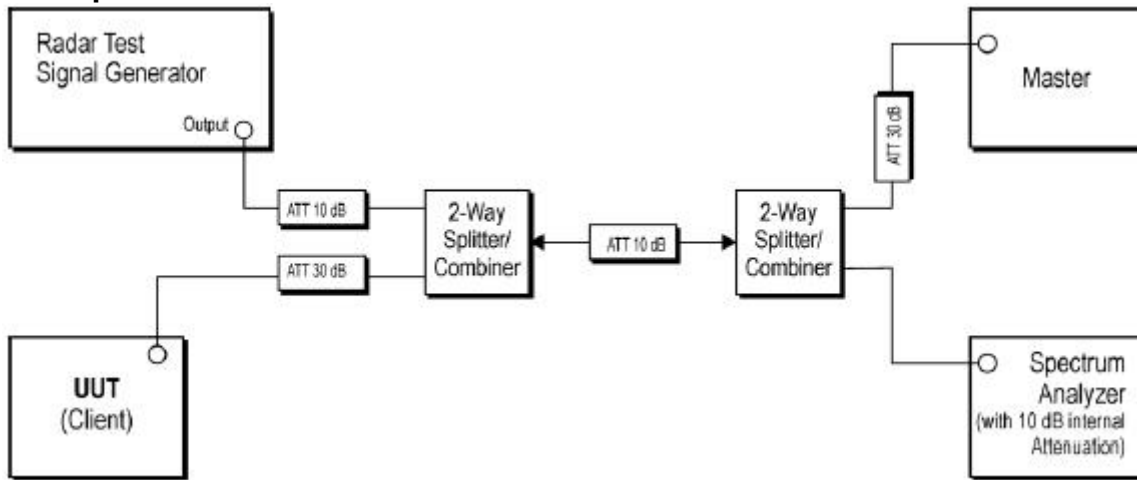 Radar Test
Signal Generator
Output
ATT 10 dB
ATT 30 dB
UUT
(Client)
2-Way
Splitter/
Combiner
ATT 10 dB
2-Way
Splitter/
Combiner
ATT 30 dB
Master
Spectrum
Analyzer
(with 10 dB internal
Attenuation)